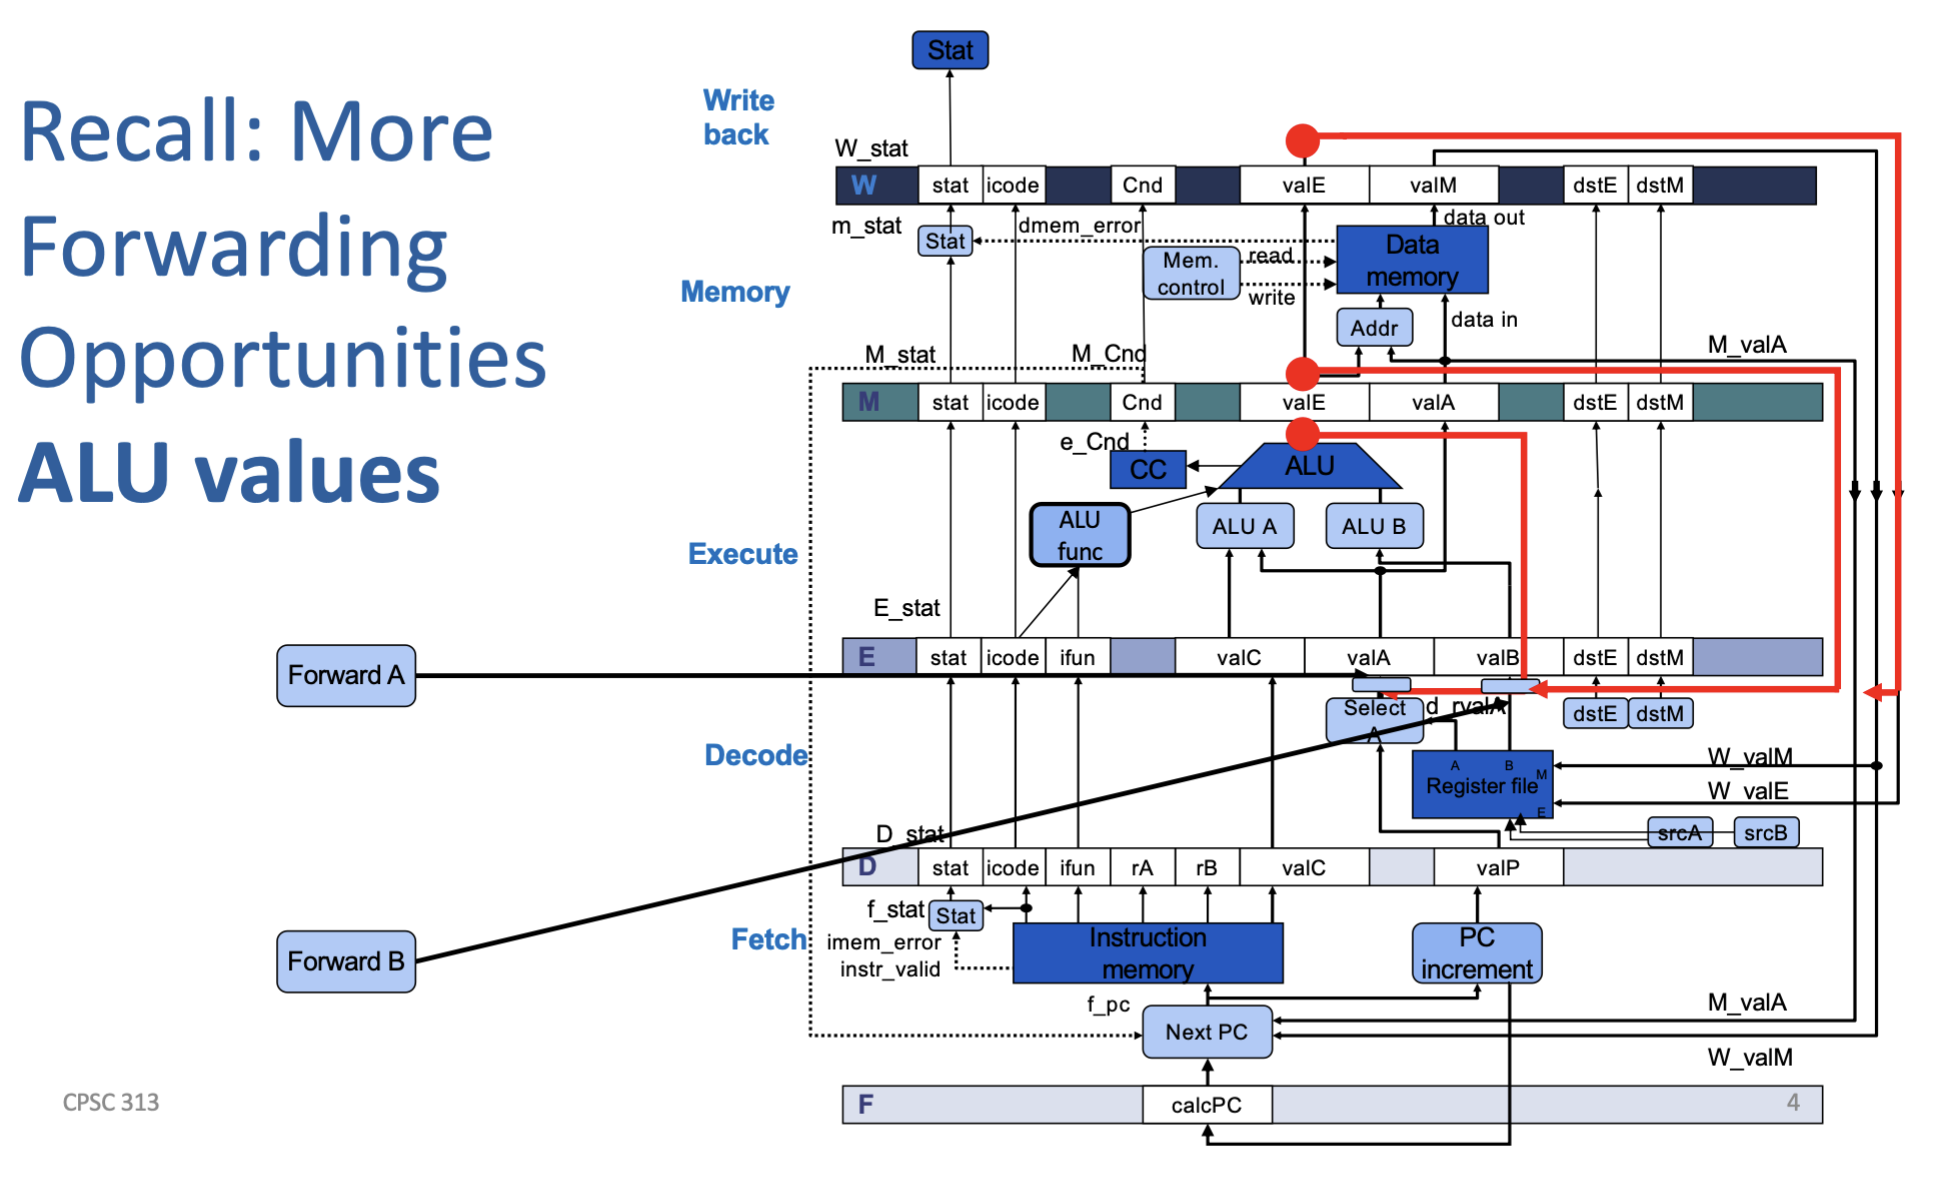 Recall: More
Forwarding
Opportunities
ALU values
Stat
Write
back
W_stat
W stat icode Cnd valE valM dstE dstM
m_stat
Stat
dmem_error
data out
Mem.
control
read
write
Data
memory
Memory
Addr
data in
M_stat
M_Cnd
M_valA
M stat icode Cnd valE valA dstE dstM
e_Cnd
CC
ALU
ALU
func
ALU A
ALU B
Execute
E_stat
E stat icode ifun valC valA valB dstE dstM
Forward A
Select
A
d_rvalA
dstE
dstM
Decode
A B M
Register file
E
W_valM
W_valE
srcA
srcB
D_stat
D stat icode ifun rA rB valC valP
f_stat
Stat
Fetch
imem_error
instr_valid
Instruction
memory
PC
increment
Forward B
f_pc
M_valA
Next PC
W_valM
F calcPC
CPSC 313
4